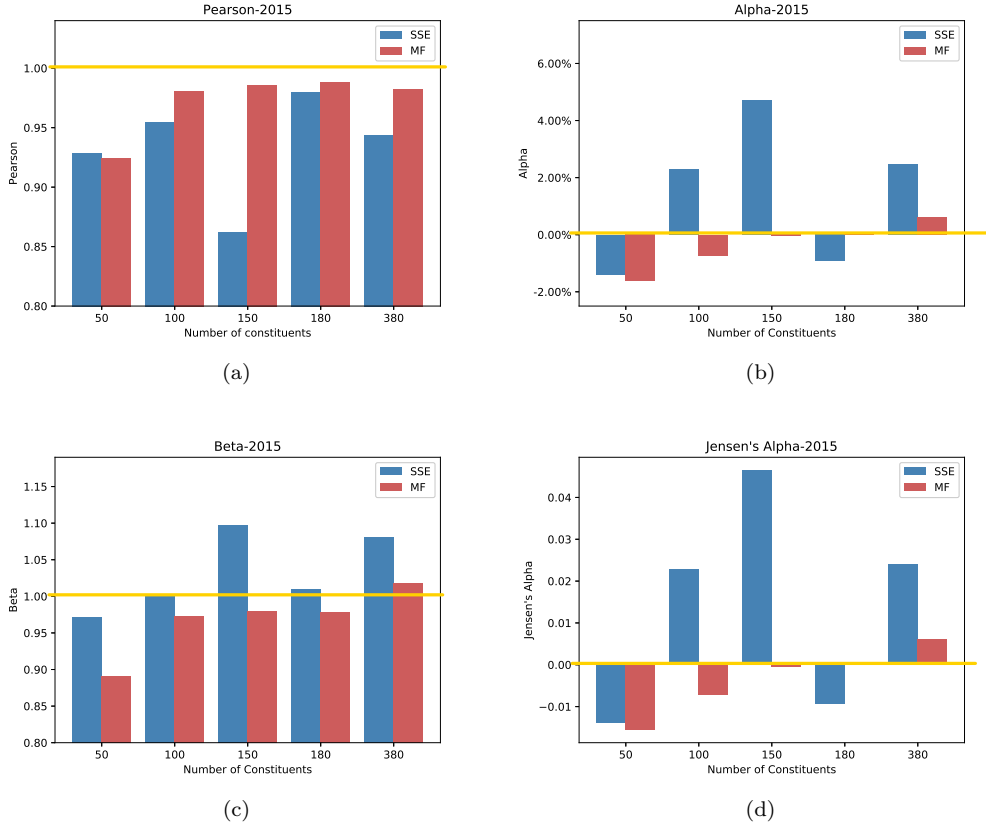 Pearson-2015
SSE
MF
1.00
0.95
0.90
0.85
0.80
Pearson
50 100 150 180 380
Number of constituents
(a)
Alpha-2015
SSE
MF
6.00%
4.00%
2.00%
0.00%
-2.00%
Alpha
50 100 150 180 380
Number of Constituents
(b)
Beta-2015
SSE
MF
1.15
1.10
1.05
1.00
0.95
0.90
0.85
0.80
Beta
50 100 150 180 380
Number of Constituents
(c)
Jensen's Alpha-2015
SSE
MF
0.04
0.03
0.02
0.01
0.00
−0.01
Jensen's Alpha
50 100 150 180 380
Number of Constituents
(d)